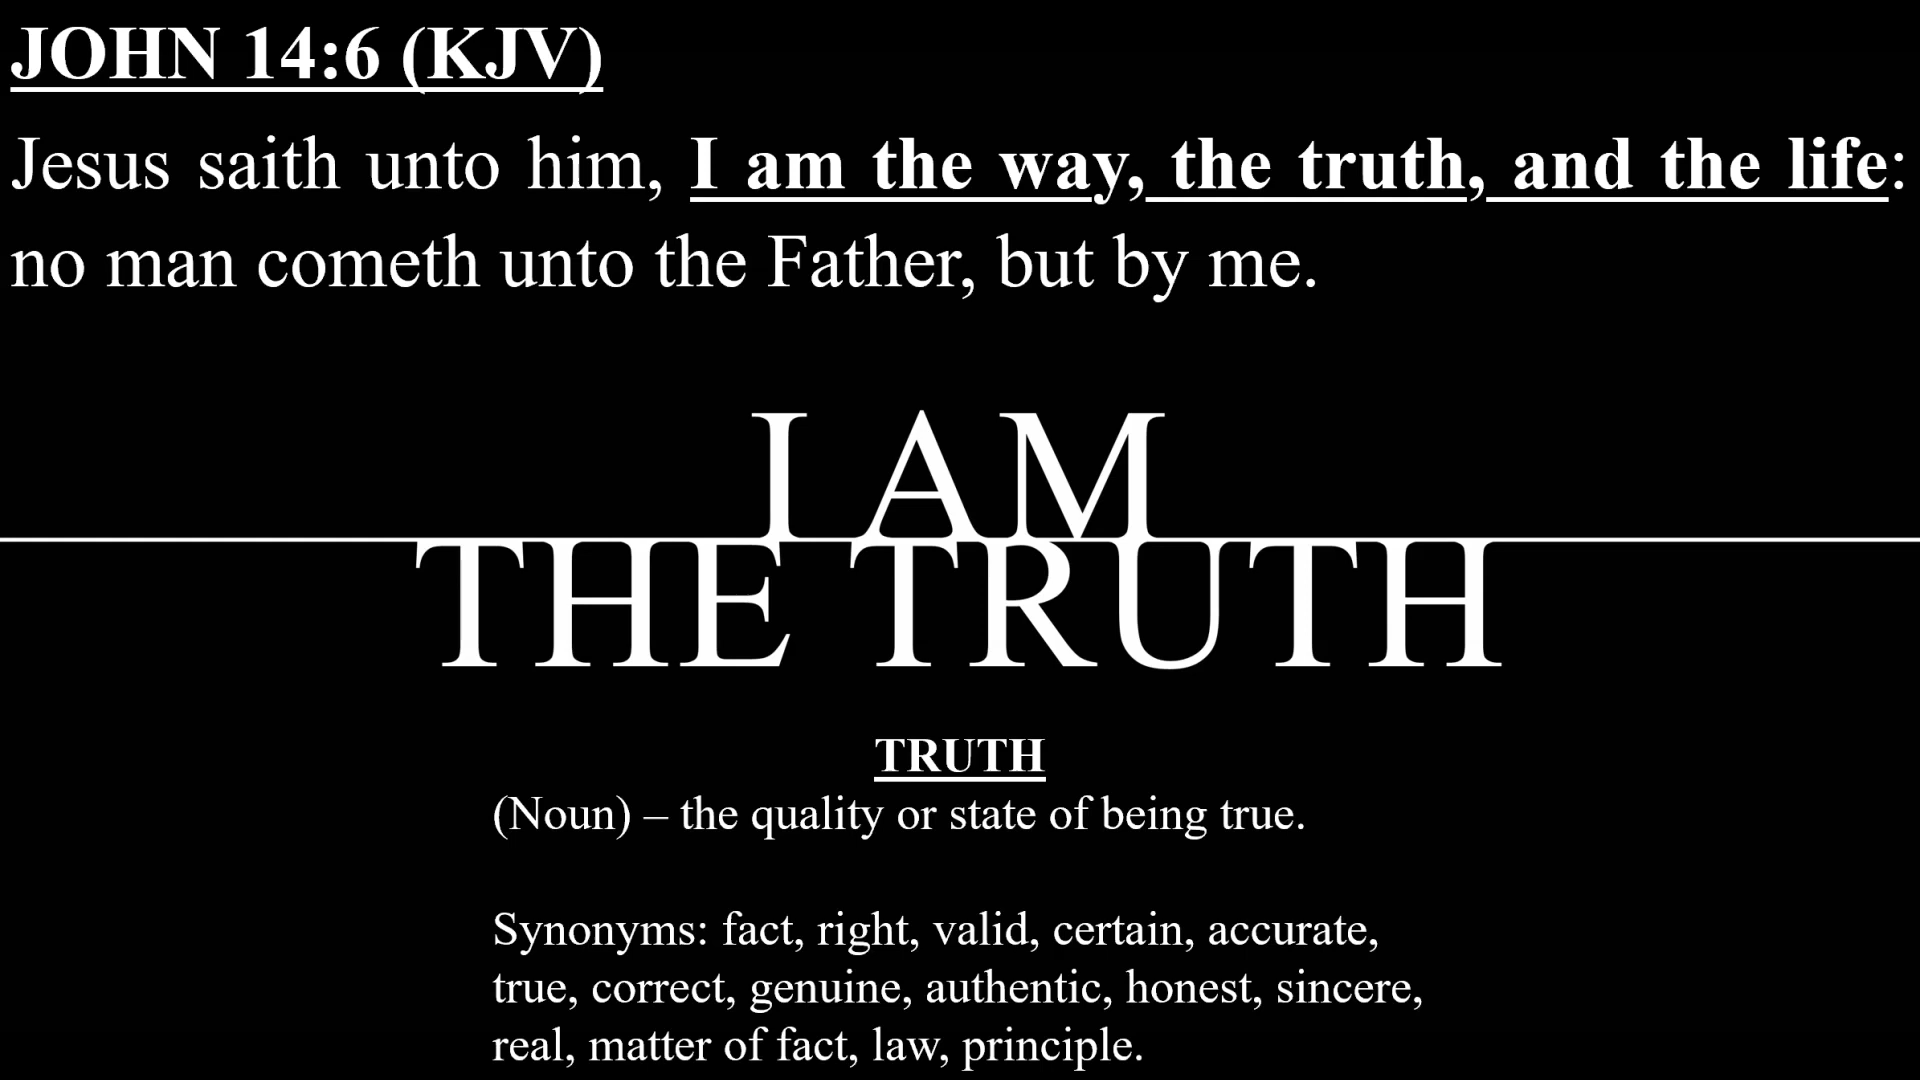 JOHN 14:6 (KJV)
Jesus saith unto him, I am the way, the truth, and the life:
no man cometh unto the Father, but by me.
I AM
THE TRUTH
TRUTH
(Noun) – the quality or state of being true.
Synonyms: fact, right, valid, certain, accurate,
true, correct, genuine, authentic, honest, sincere,
real, matter of fact, law, principle.